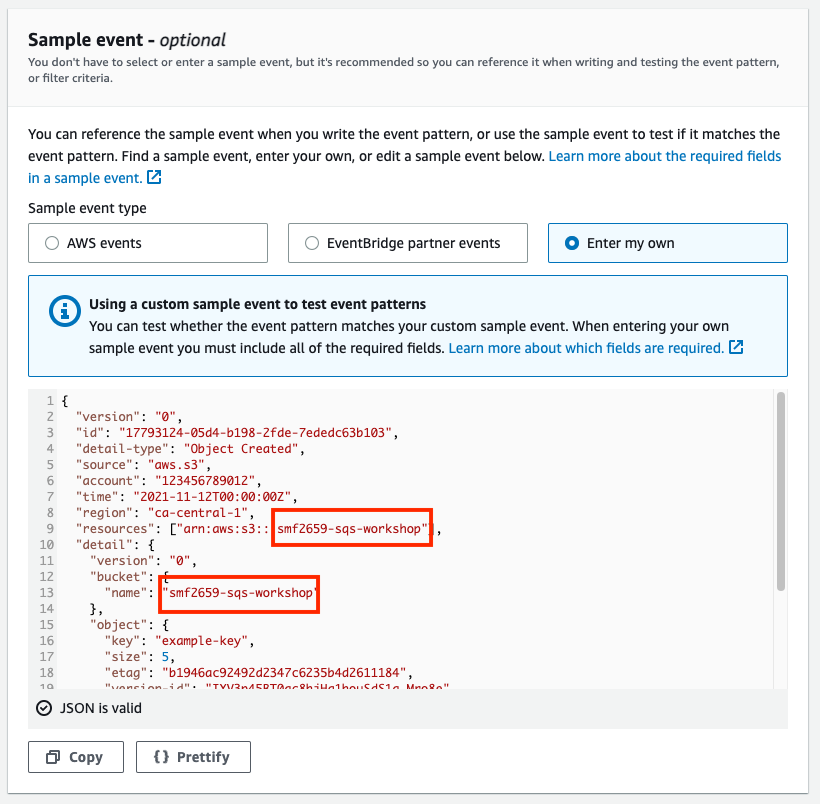 Sample event - optional
You don't have to select or enter a sample event, but it's recommended so you can reference it when writing and testing the event pattern,
or filter criteria.
You can reference the sample event when you write the event pattern, or use the sample event to test if it matches the
event pattern. Find a sample event, enter your own, or edit a sample event below. Learn more about the required fields
in a sample event.
Sample event type
AWS events
EventBridge partner events
Enter my own
Using a custom sample event to test event patterns
You can test whether the event pattern matches your custom sample event. When entering your own
sample event you must include all of the required fields. Learn more about which fields are required.
1 {
2 "version": "0",
3 "id": "17793124-05d4-b198-2fde-7ededc63b103",
4 "detail-type": "Object Created",
5 "source": "aws.s3",
6 "account": "123456789012",
7 "time": "2021-11-12T00:00:00Z",
8 "region": "ca-central-1",
9 "resources": ["arn:aws:s3:::smf2659-sqs-workshop"],
10 "detail": {
11 "version": "0",
12 "bucket": {
13 "name": "smf2659-sqs-workshop"
14 },
15 "object": {
16 "key": "example-key",
17 "size": 5,
18 "etag": "b1946ac92492d2347c6235b4d2611184",
19 "version-id":
JSON is valid
Copy
{} Prettify